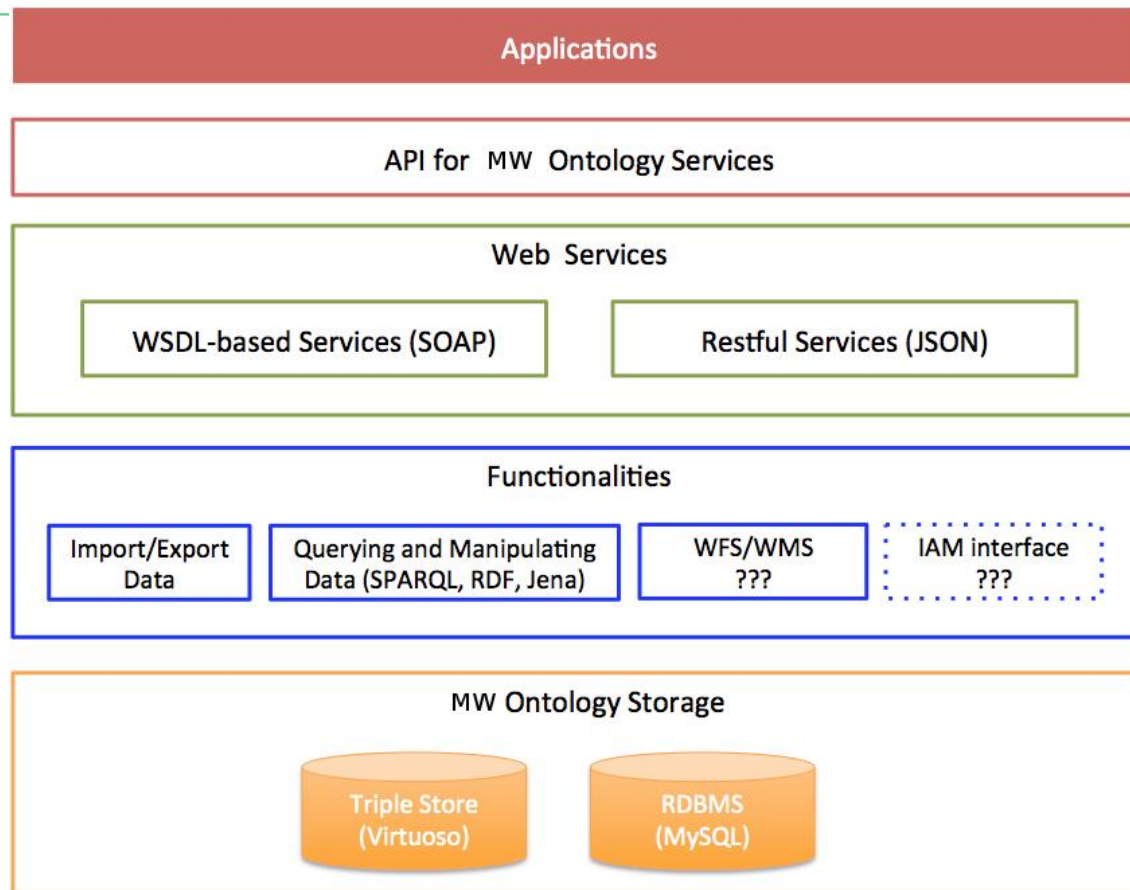 Applications
API for MW Ontology Services
Web Services
WSDL-based Services (SOAP)
Restful Services (JSON)
Functionalities
Import/Export
Data
Querying and Manipulating
Data (SPARQL, RDF, Jena)
WFS/WMS
???
IAM interface
???
MW Ontology Storage
Triple Store
(Virtuoso)
RDBMS
(MySQL)